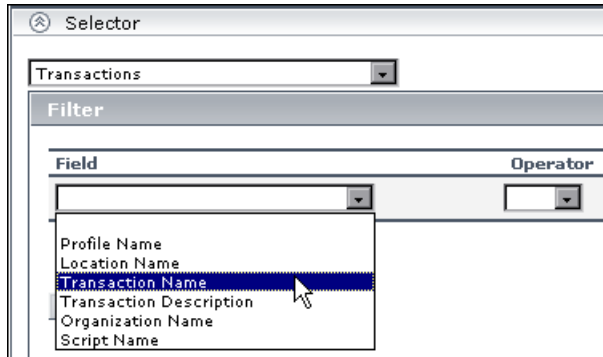 Selector
Transactions
Filter
Field Operator
Profile Name
Location Name
Transaction Name
Transaction Description
Organization Name
Script Name